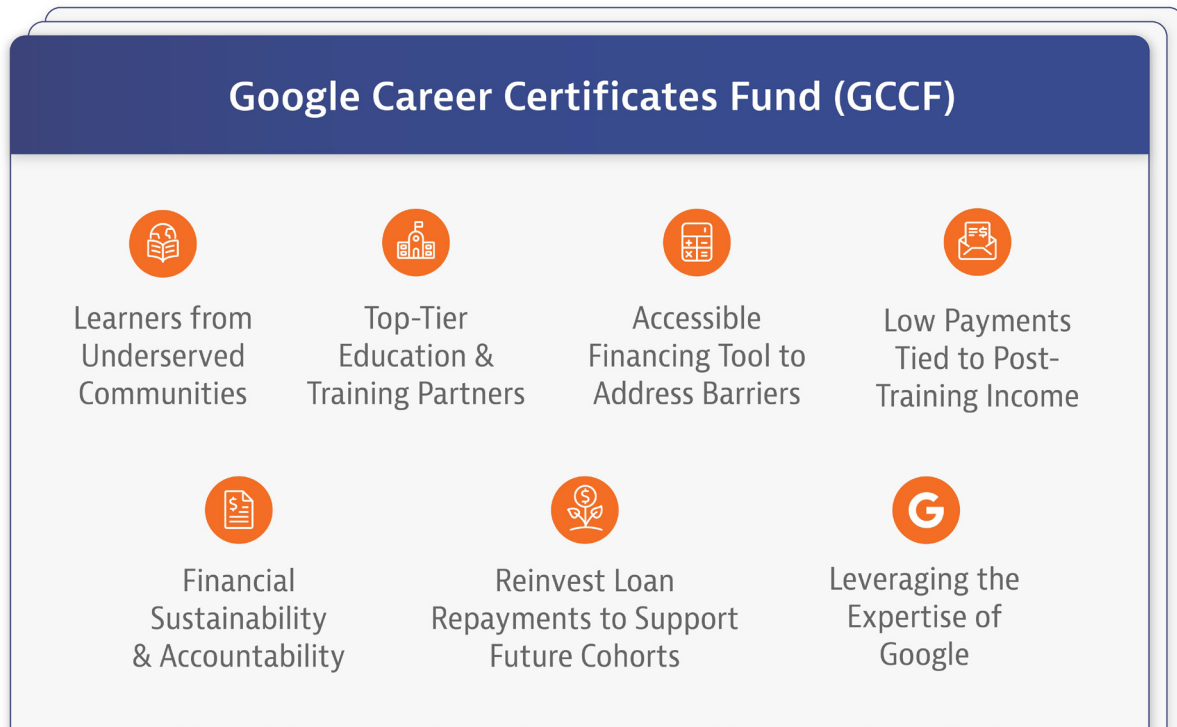 Google Career Certificates Fund (GCCF)
Learners from
Underserved
Communities
Top-Tier
Education &
Training Partners
Accessible
Financing Tool to
Address Barriers
Low Payments
Tied to Post-
Training Income
Financial
Sustainability
& Accountability
Reinvest Loan
Repayments to Support
Future Cohorts
G
Leveraging the
Expertise of
Google